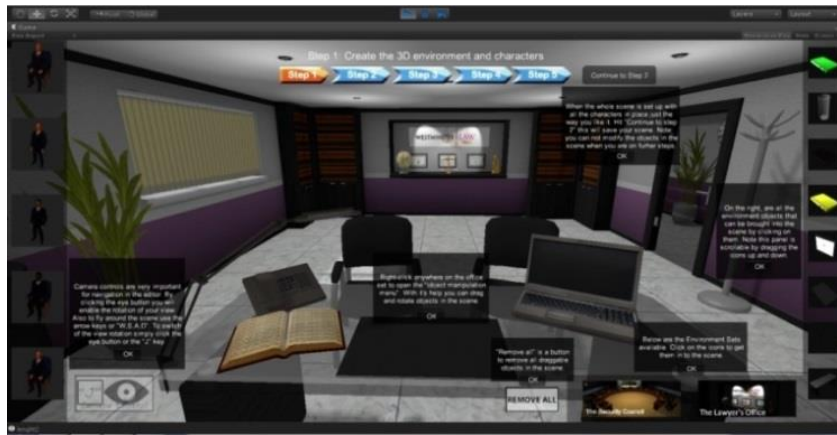 Layers
Layout
Game
Step 1: Create the 3D environment and characters
Step 1
Step 2
Step 3
Step 4
Step 5
When the whole scene is set up with
all the characters in place just the
way you like it. Hit "Continue to step
2" this will save your scene. Note
you can not modify the objects in the
scene when you are on further steps.
OK
On the right, are all the
environment objects that
can be brought into the
scene by clicking on
them. Note this panel is
scrollable by dragging the
icons up and down.
OK
Camera controls are very important
for navigation in the editor. By
clicking the eye button you will
enable the rotation of your view.
Also to fly around the scene use the
arrow keys or "W,S,A,D". To switch
of the view rotation simply click the
eye button or the "J" key
OK
Right-click anywhere on the office
set to open the "object manipulation
menu". With it's help you can drag
and rotate objects in the scene
OK
"Remove all" is a button
to remove all draggable
objects in the scene
OK
Below are the Environment Sets
available. Click on the icons to get
them in to the scene.
OK
REMOVE ALL
The Security Council
The Lawyer's Office